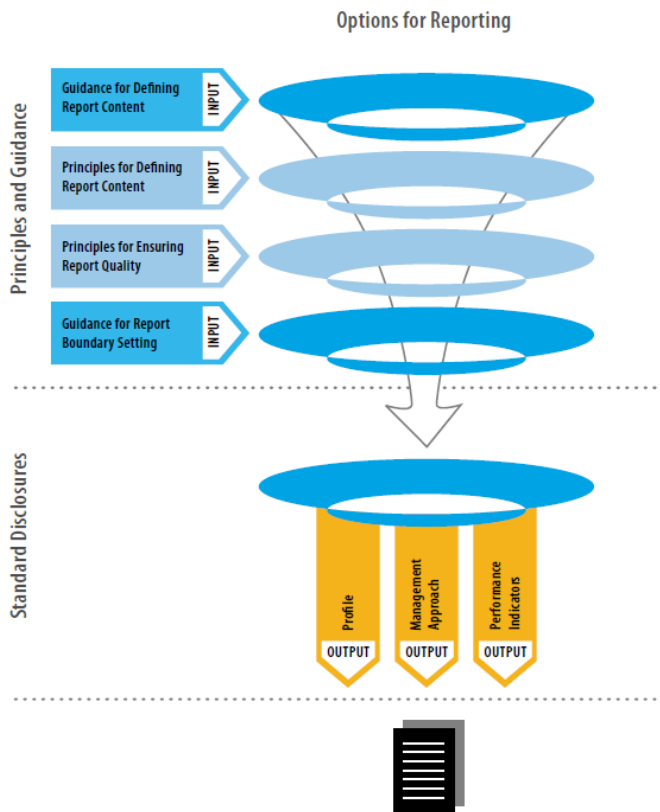 Options for Reporting
Principles and Guidance
Guidance for Defining
Report Content
INPUT
Principles for Defining
Report Content
INPUT
Principles for Ensuring
Report Quality
INPUT
Guidance for Report
Boundary Setting
INPUT
Standard Disclosures
Profile
OUTPUT
Management
Approach
OUTPUT
Performance
Indicators
OUTPUT